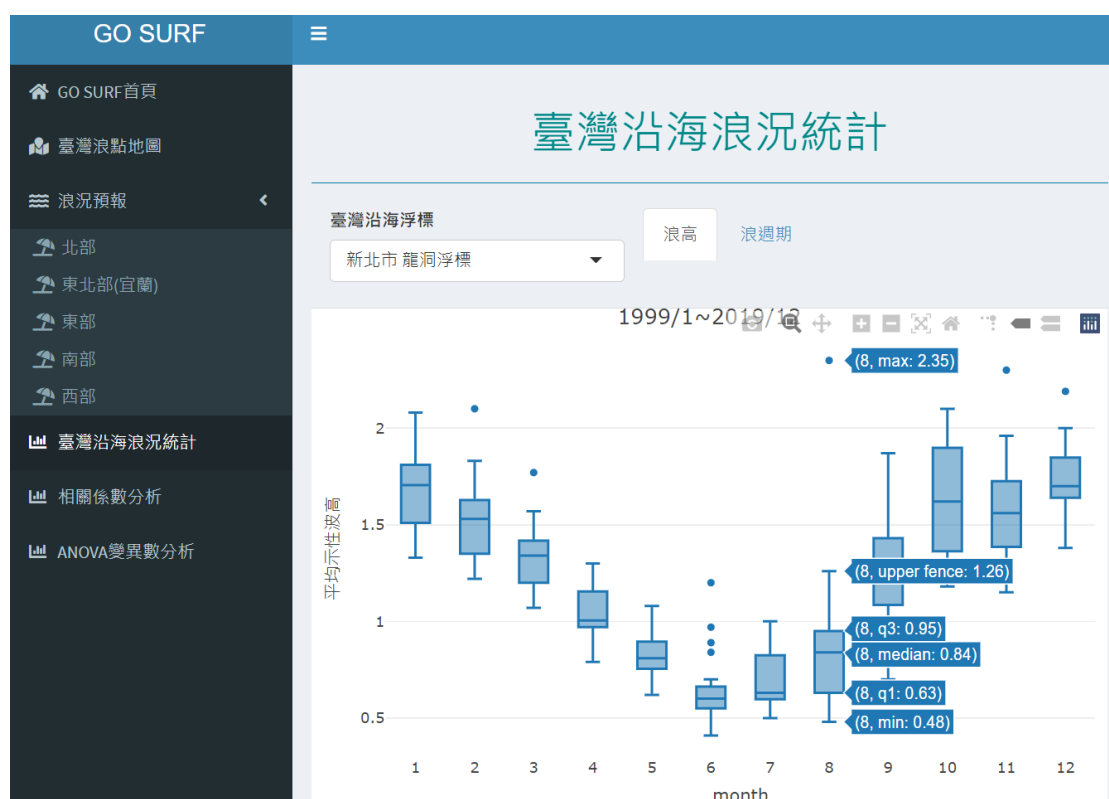 GO SURF
GO SURF首頁
臺灣浪點地圖
浪況預報
北部
東北部(宜蘭)
東部
南部
西部
臺灣沿海浪況統計
相關係數分析
ANOVA變異數分析
臺灣沿海浪況統計
臺灣沿海浮標
新北市 龍洞浮標
浪高
浪週期
1999/1~2019/12
(8, max: 2.35)
2
1.5
1
0.5
平均示性波高
(8, upper fence: 1.26)
(8, q3: 0.95)
(8, median: 0.84)
(8, q1: 0.63)
(8, min: 0.48)
1 2 3 4 5 6 7 8 9 10 11 12
month